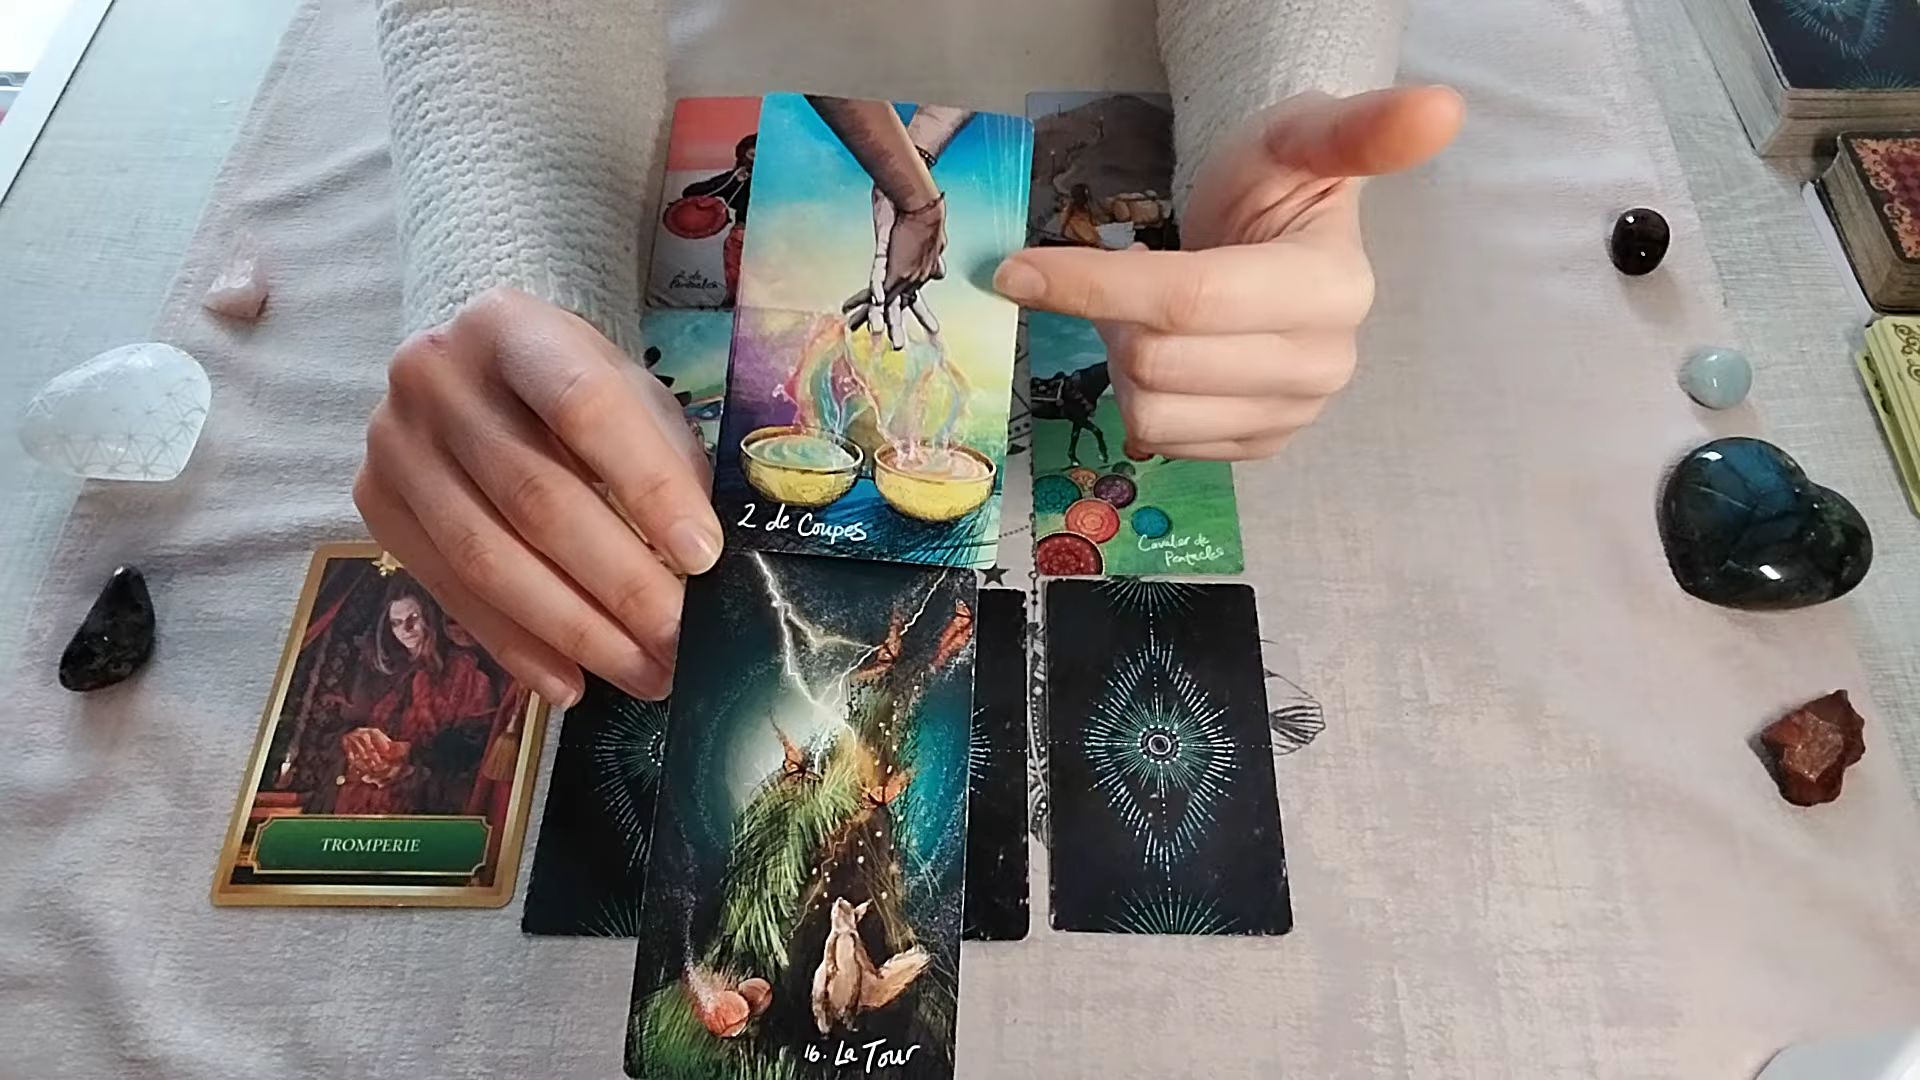 2 de Coupes
Cavalier de
Pentacles
TROMPERIE
16. La Tour